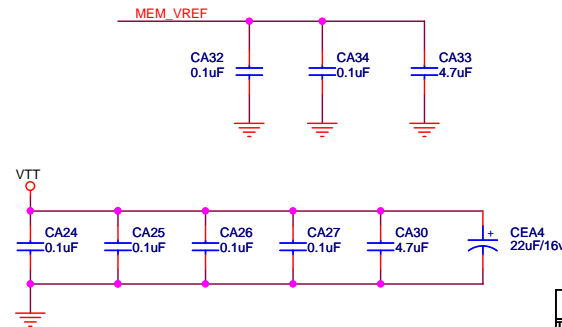 MEM_VREF
CA32
0.1uF
CA34
0.1uF
CA33
4.7uF
VTT
CA24
0.1uF
CA25
0.1uF
CA26
0.1uF
CA27
0.1uF
CA30
4.7uF
+
CEA4
22uF/16v